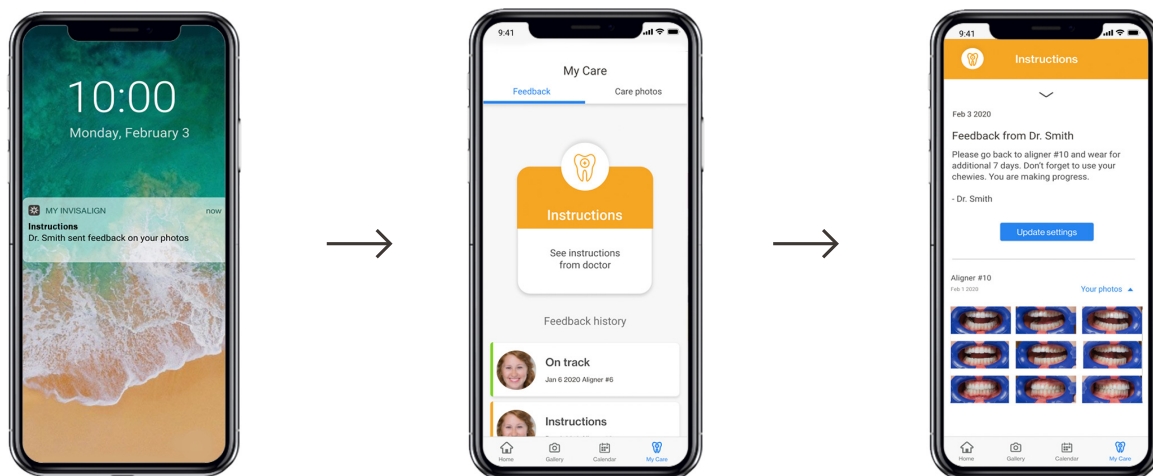 10:00
Monday, February 3
MY INVISALIGN now
Instructions
Dr. Smith sent feedback on your photos
9:41
My Care
Feedback Care photos
Instructions
See instructions
from doctor
Feedback history
On track
Jan 6 2020 Aligner #6
Instructions
Home Gallery Calendar My Care
9:41
Instructions
Feb 3 2020
Feedback from Dr. Smith
Please go back to aligner #10 and wear for
additional 7 days. Don't forget to use your
chewies. You are making progress.
- Dr. Smith
Update settings
Aligner #10
Feb 1 2020 Your photos
Home Gallery Calendar My Care